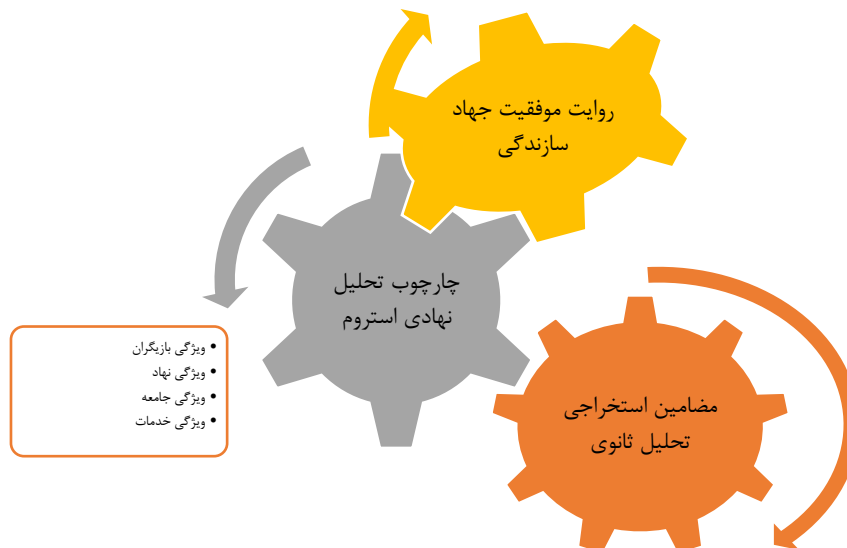 روایت موفقیت جهاد
سازندگی
چارچوب تحلیل
نهادی استروم
• ویژگی بازیگران
• ویژگی نهاد
• ویژگی جامعه
• ویژگی خدمات
مضامین استخراجی
تحلیل ثانوی